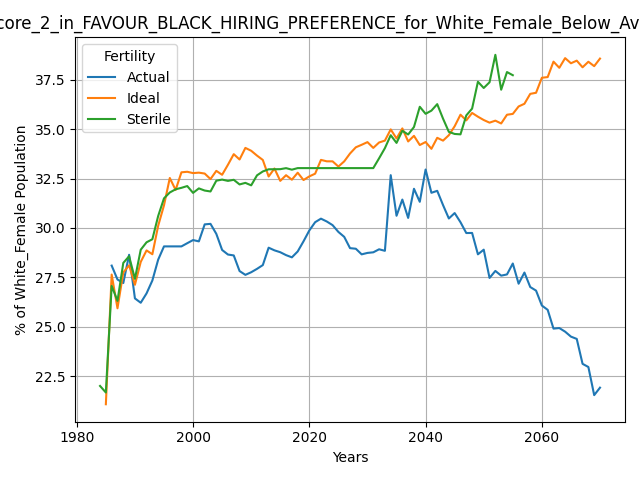 core_2_in_FAVOUR_BLACK_HIRING_PREFERENCE_for_White_Female_Below_Av
Fertility
Actual
Ideal
Sterile
% of White_Female Population
37.5
35.0
32.5
30.0
27.5
25.0
22.5
1980
2000
2020
2040
2060
Years